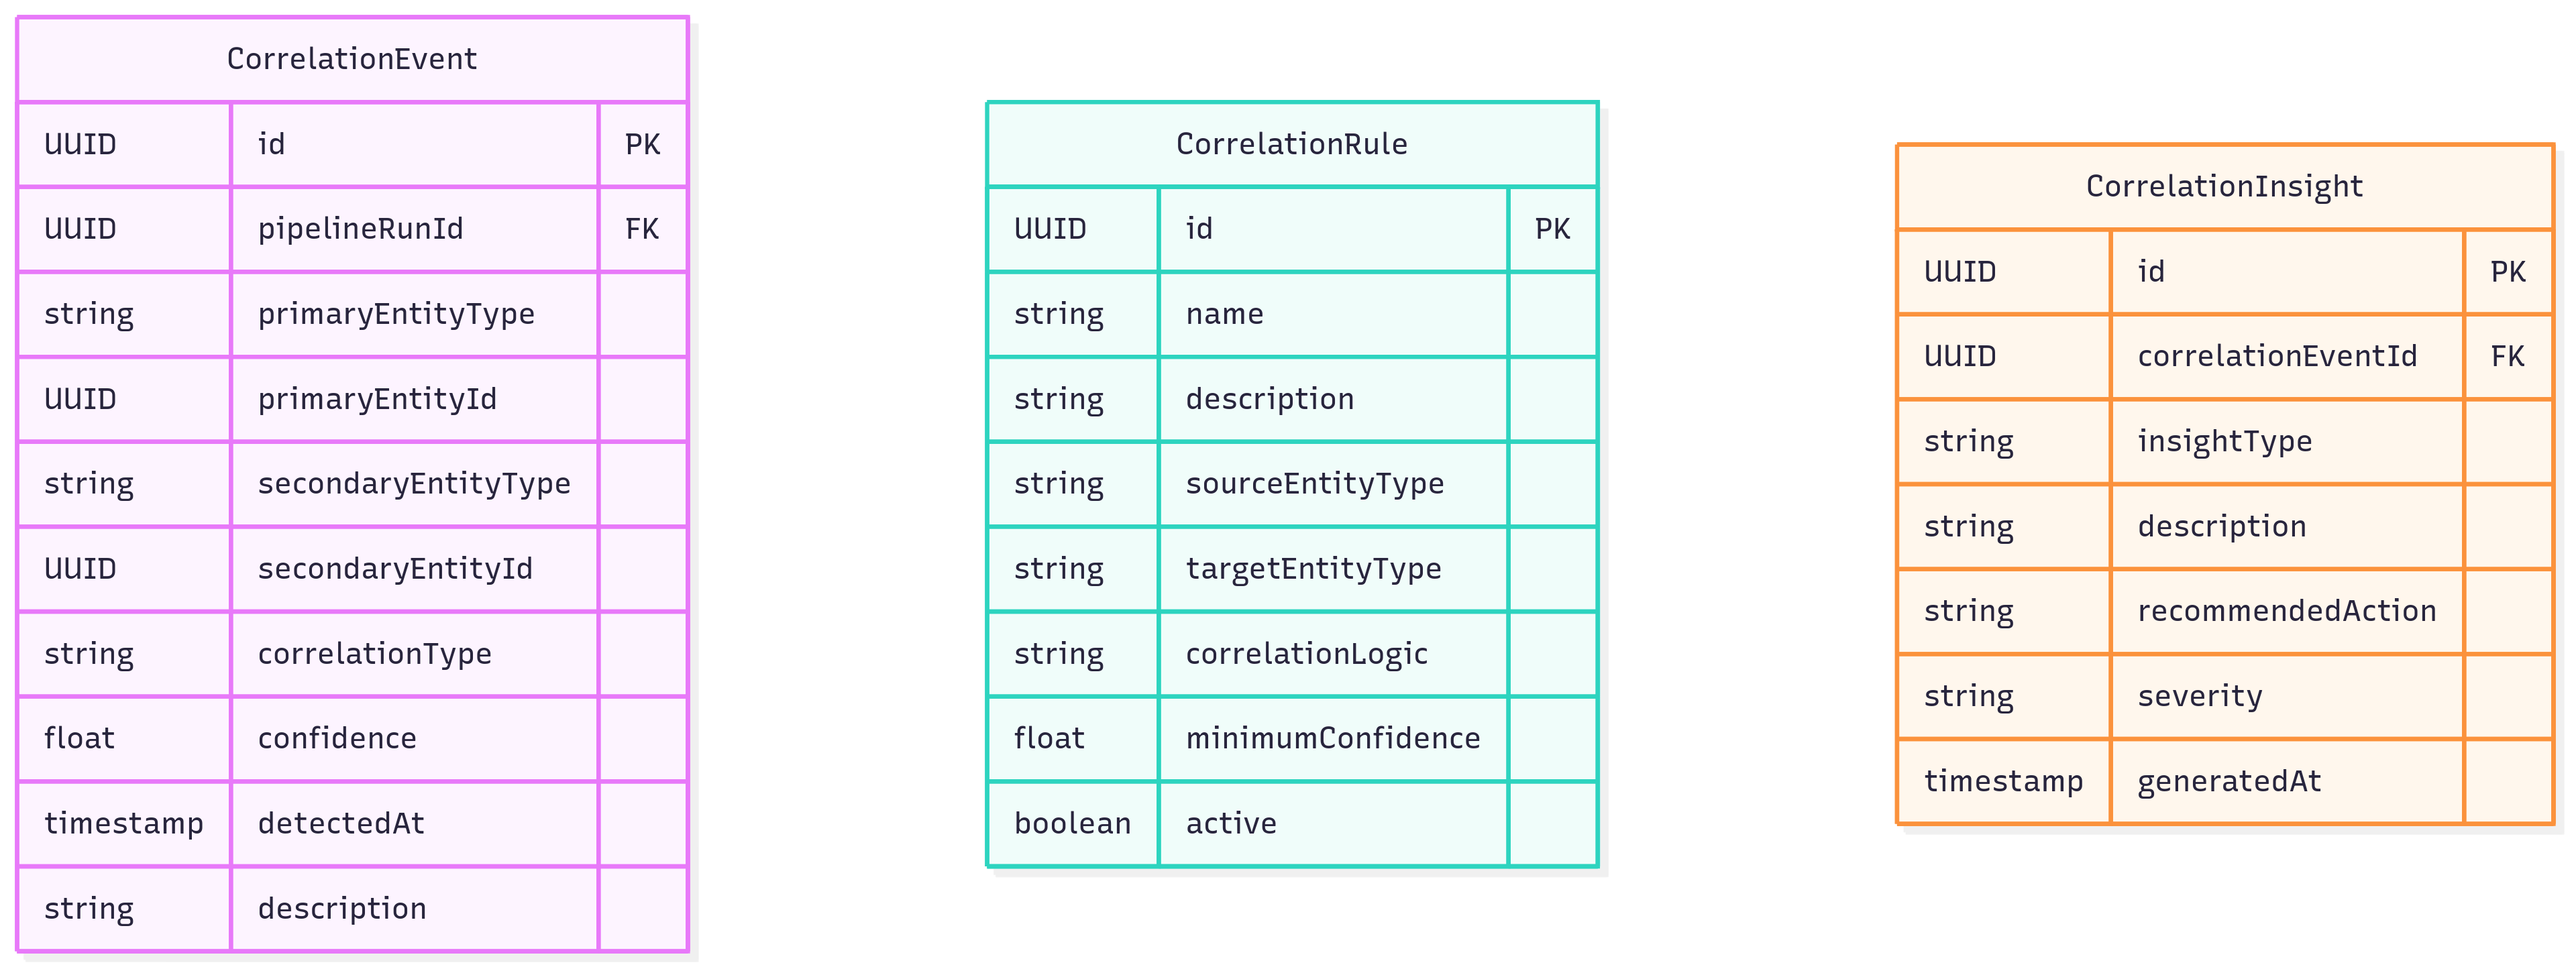 CorrelationEvent
UUID id PK
UUID pipelineRunId FK
string primaryEntityType
UUID primaryEntityId
string secondaryEntityType
UUID secondaryEntityId
string correlationType
float confidence
timestamp detectedAt
string description
CorrelationRule
UUID id PK
string name
string description
string sourceEntityType
string targetEntityType
string correlationLogic
float minimumConfidence
boolean active
CorrelationInsight
UUID id PK
UUID correlationEventId FK
string insightType
string description
string recommendedAction
string severity
timestamp generatedAt